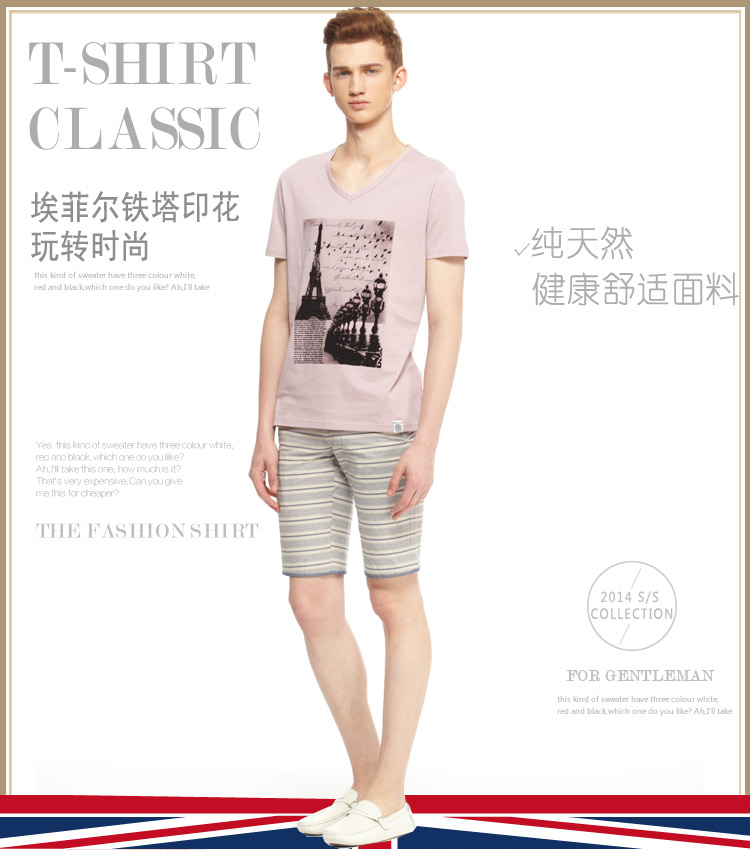 T-SHIRT
CLASSIC
埃菲尔铁塔印花
玩转时尚
this kind of sweater have three colour white,
red and black,which one do you like? Ah,I'll take
✓纯天然
健康舒适面料
Yes this kind of sweater have three colour white,
red and black,which one do you like?
Ah,I'll take this one, how much is it?
That's very expensive,Can you give
me this for cheaper?
THE FASHION SHIRT
2014 S/S
COLLECTION
FOR GENTLEMAN
this kind of sweater have three colour white,
red and black,which one do you like? Ah,I'll take